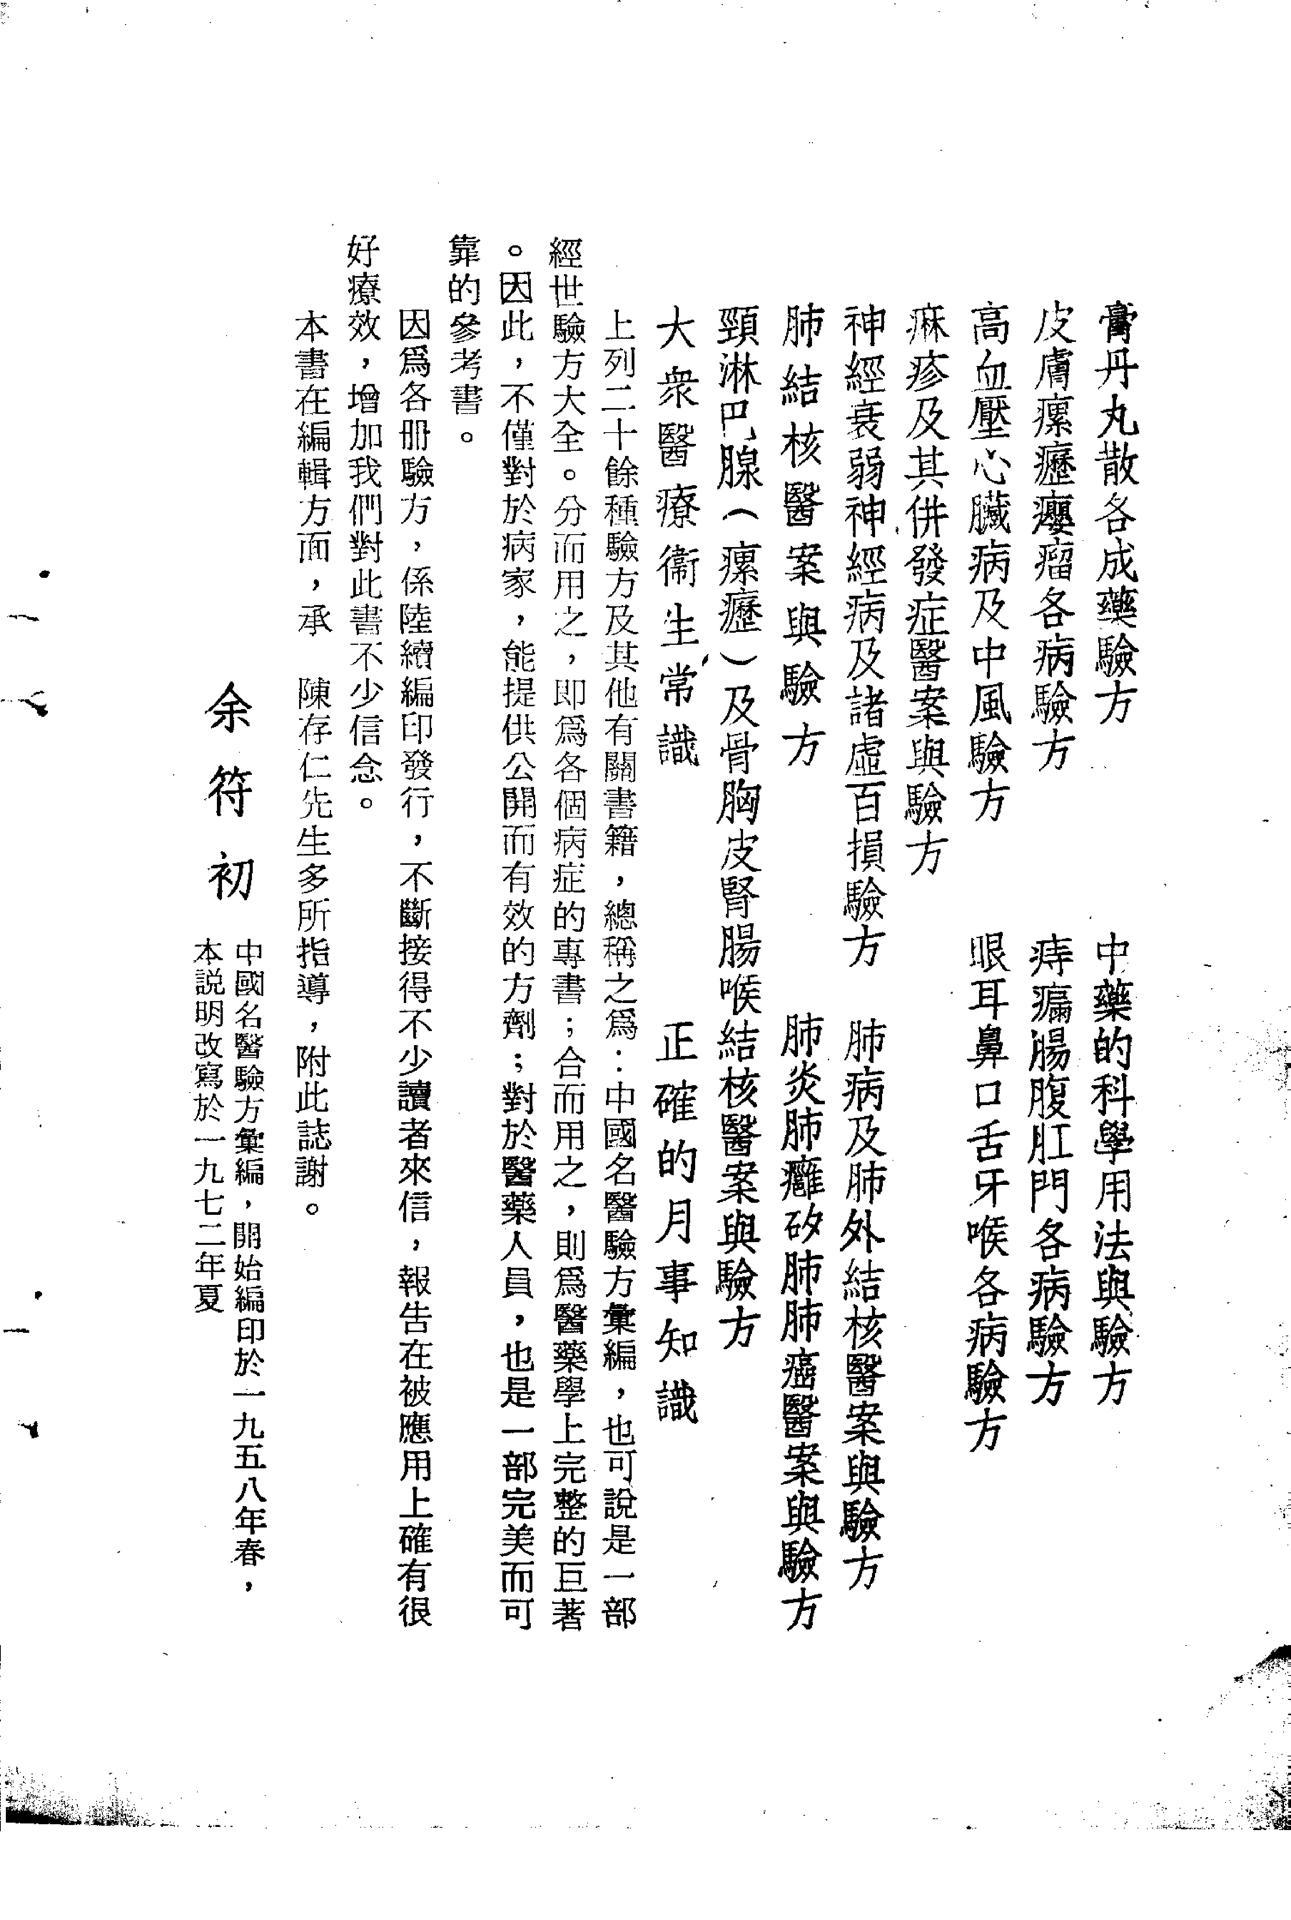 膏丹丸散各成藥驗方　中藥的科學用法與驗方
皮膚瘰癧癭瘤各病驗方　痔瘺腸腹肛門各病驗方
高血壓心臟病及中風驗方　眼耳鼻口舌牙喉各病驗方
痳疹及其併發症醫案與驗方
神經衰弱神經病及諸虛百損驗方　肺病及肺外結核醫案與驗方
肺結核醫案與驗方　肺炎肺癰矽肺肺癌醫案與驗方
頸淋巴腺（瘰癧）及骨胸皮腎腸喉結核醫案與驗方
大衆醫療衞生常識　正確的月事知識
上列二十餘種驗方及其他有關書籍，總稱之爲：中國名醫驗方彙編，也可說是一部
經世驗方大全。分而用之，即爲各個病症的專書；合而用之，則爲醫藥學上完整的巨著
。因此，不僅對於病家，能提供公開而有效的方劑；對於醫藥人員，也是一部完美而可
靠的參考書。
因爲各册驗方，係陸續編印發行，不斷接得不少讀者來信，報告在被應用上確有很
好療效，增加我們對此書不少信念。
本書在編輯方面，承　陳存仁先生多所指導，附此誌謝。
余符初
中國名醫驗方彙編，開始編印於一九五八年春，
本説明改寫於一九七二年夏